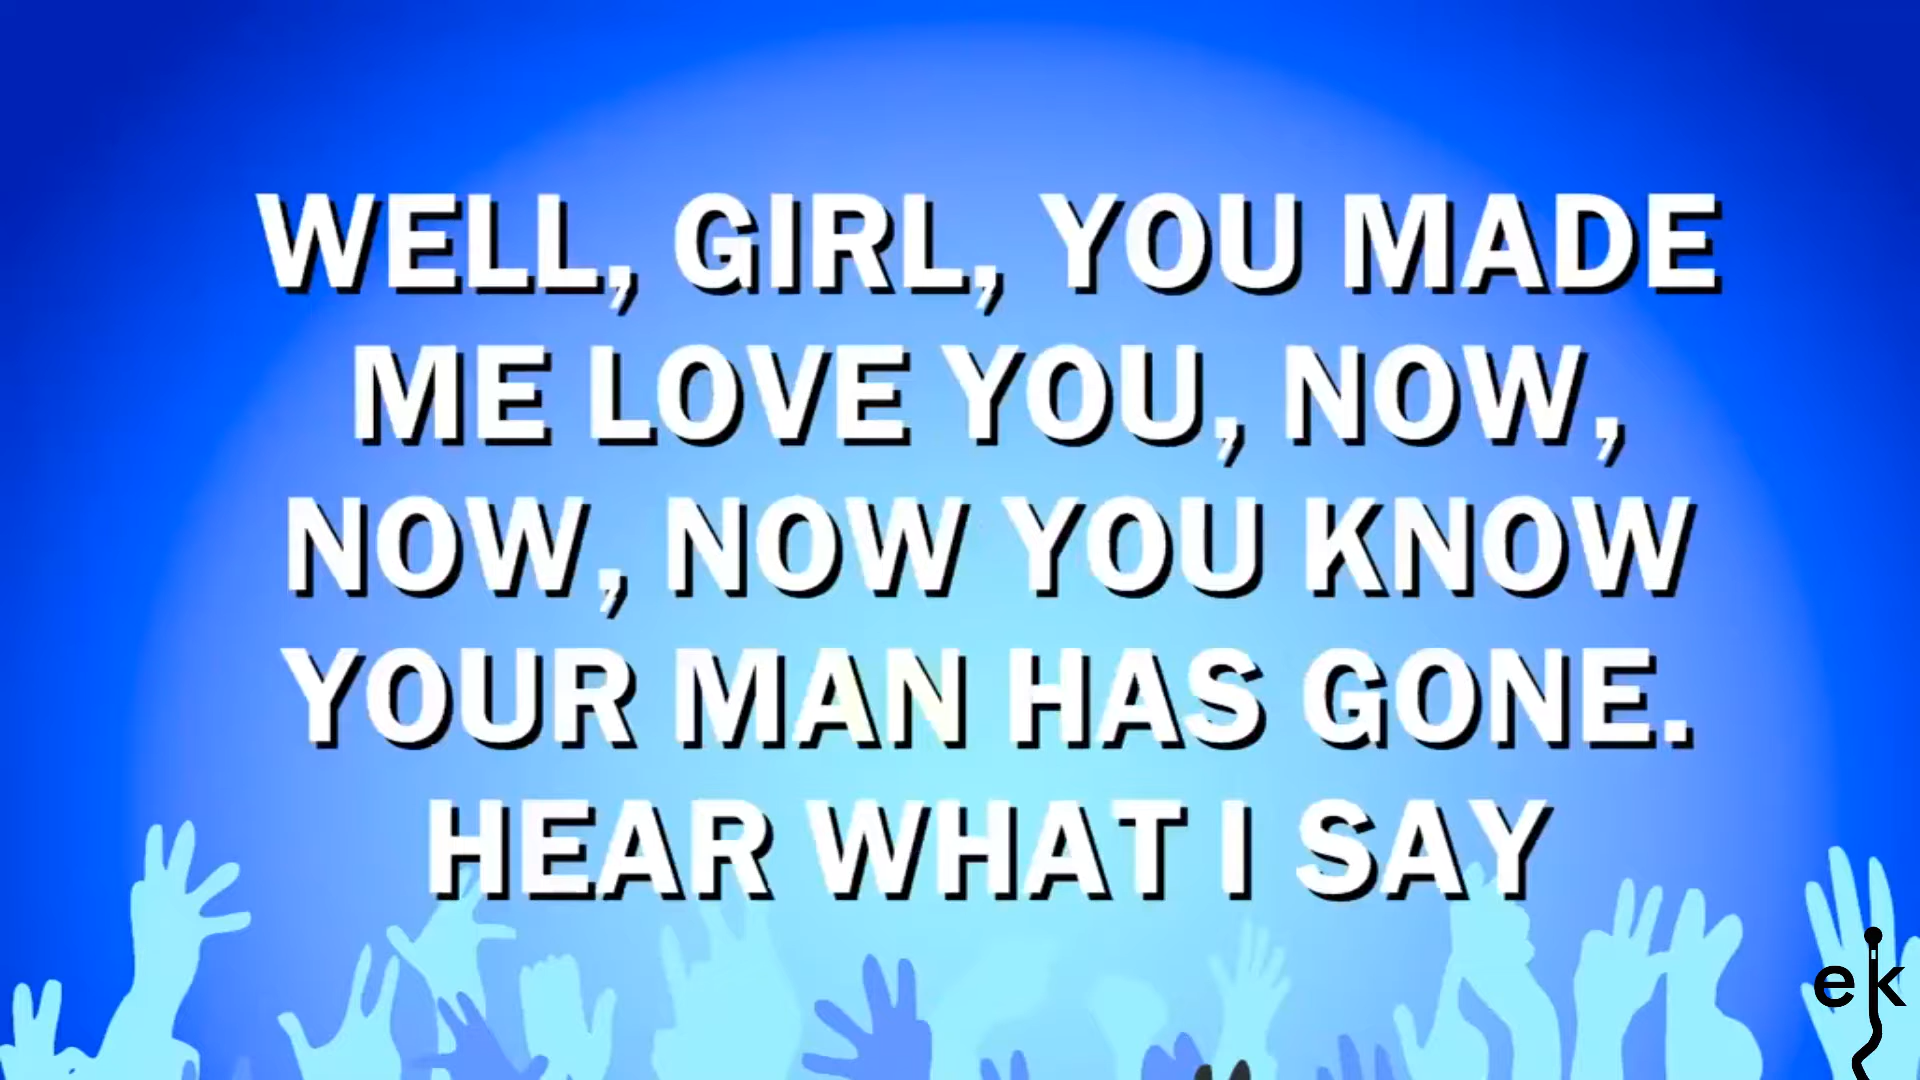 WELL, GIRL, YOU MADE
ME LOVE YOU, NOW,
NOW, NOW YOU KNOW
YOUR MAN HAS GONE.
HEAR WHAT I SAY
ek